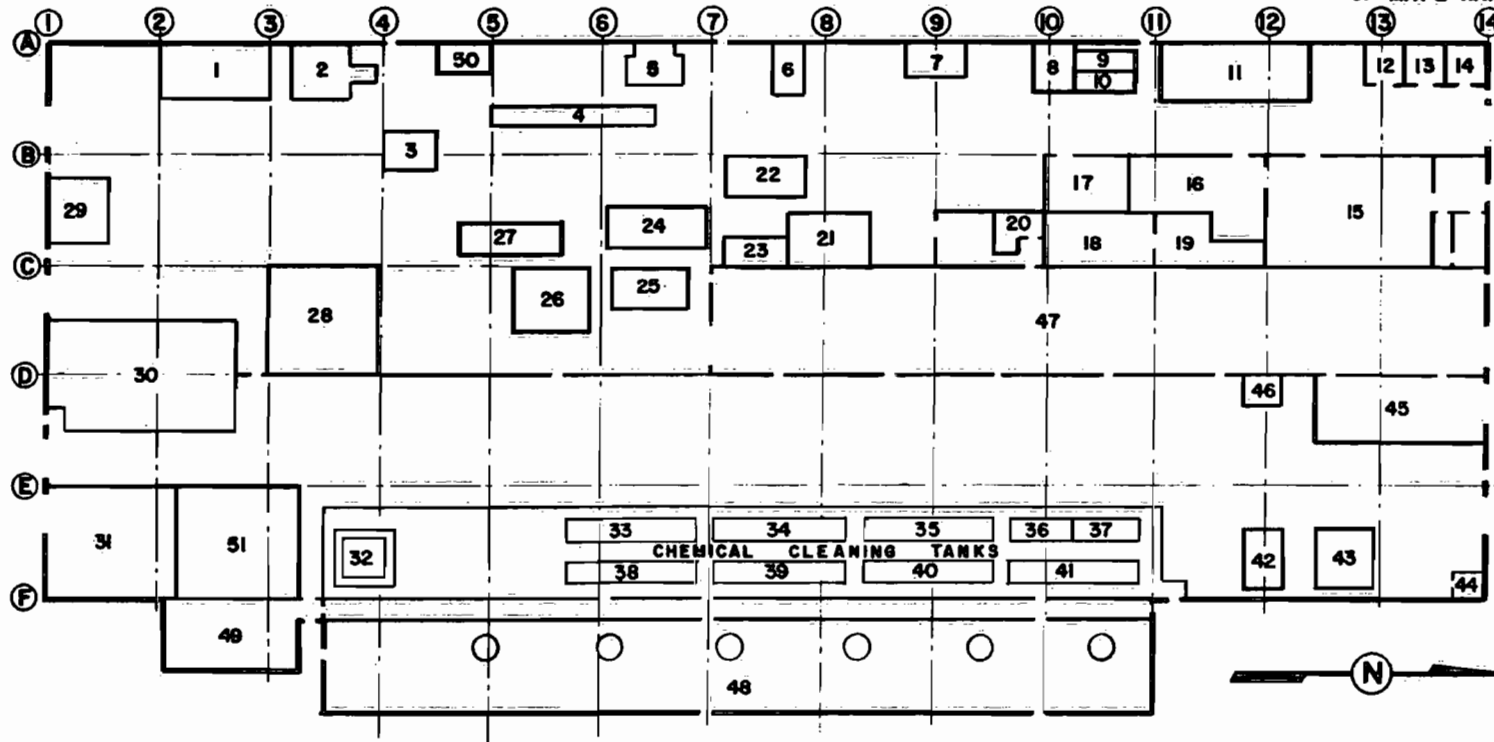 1 2 3 4 5 6 7 8 9 10 11 12 13 14
A
1 2 50 5 6 7 8 9 10 11 12 13 14
4
3
B
22 17 16
29 27 24 23 21 20 18 19 15
C
28 26 25 47
D
30 46 45
E
31 51 32 33 34 35 36 37 42 43
CHEMICAL CLEANING TANKS
38 39 40 41 44
F
49
48
N